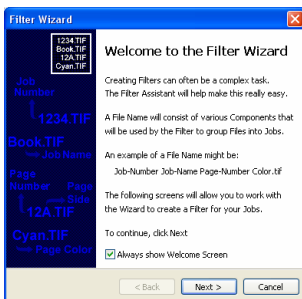 Filter Wizard
1234.TIF
Book.TIF
12A.TIF
Cyan.TIF
Job
Number
1234.TIF
Book.TIF
Job Name
Page
Number
Page
Side
12A.TIF
Cyan.TIF
Page Color
Welcome to the Filter Wizard
Creating Filters can often be a complex task.
The Filter Assistant will help make this really easy.
A File Name will consist of various Components that
will be used by the Filter to group Files into Jobs.
An example of a File Name might be:
Job-Number Job-Name Page-Number Color.tif
The following screens will allow you to work with
the Wizard to create a Filter for your Jobs.
To continue, click Next
Always show Welcome Screen
< Back
Next >
Cancel